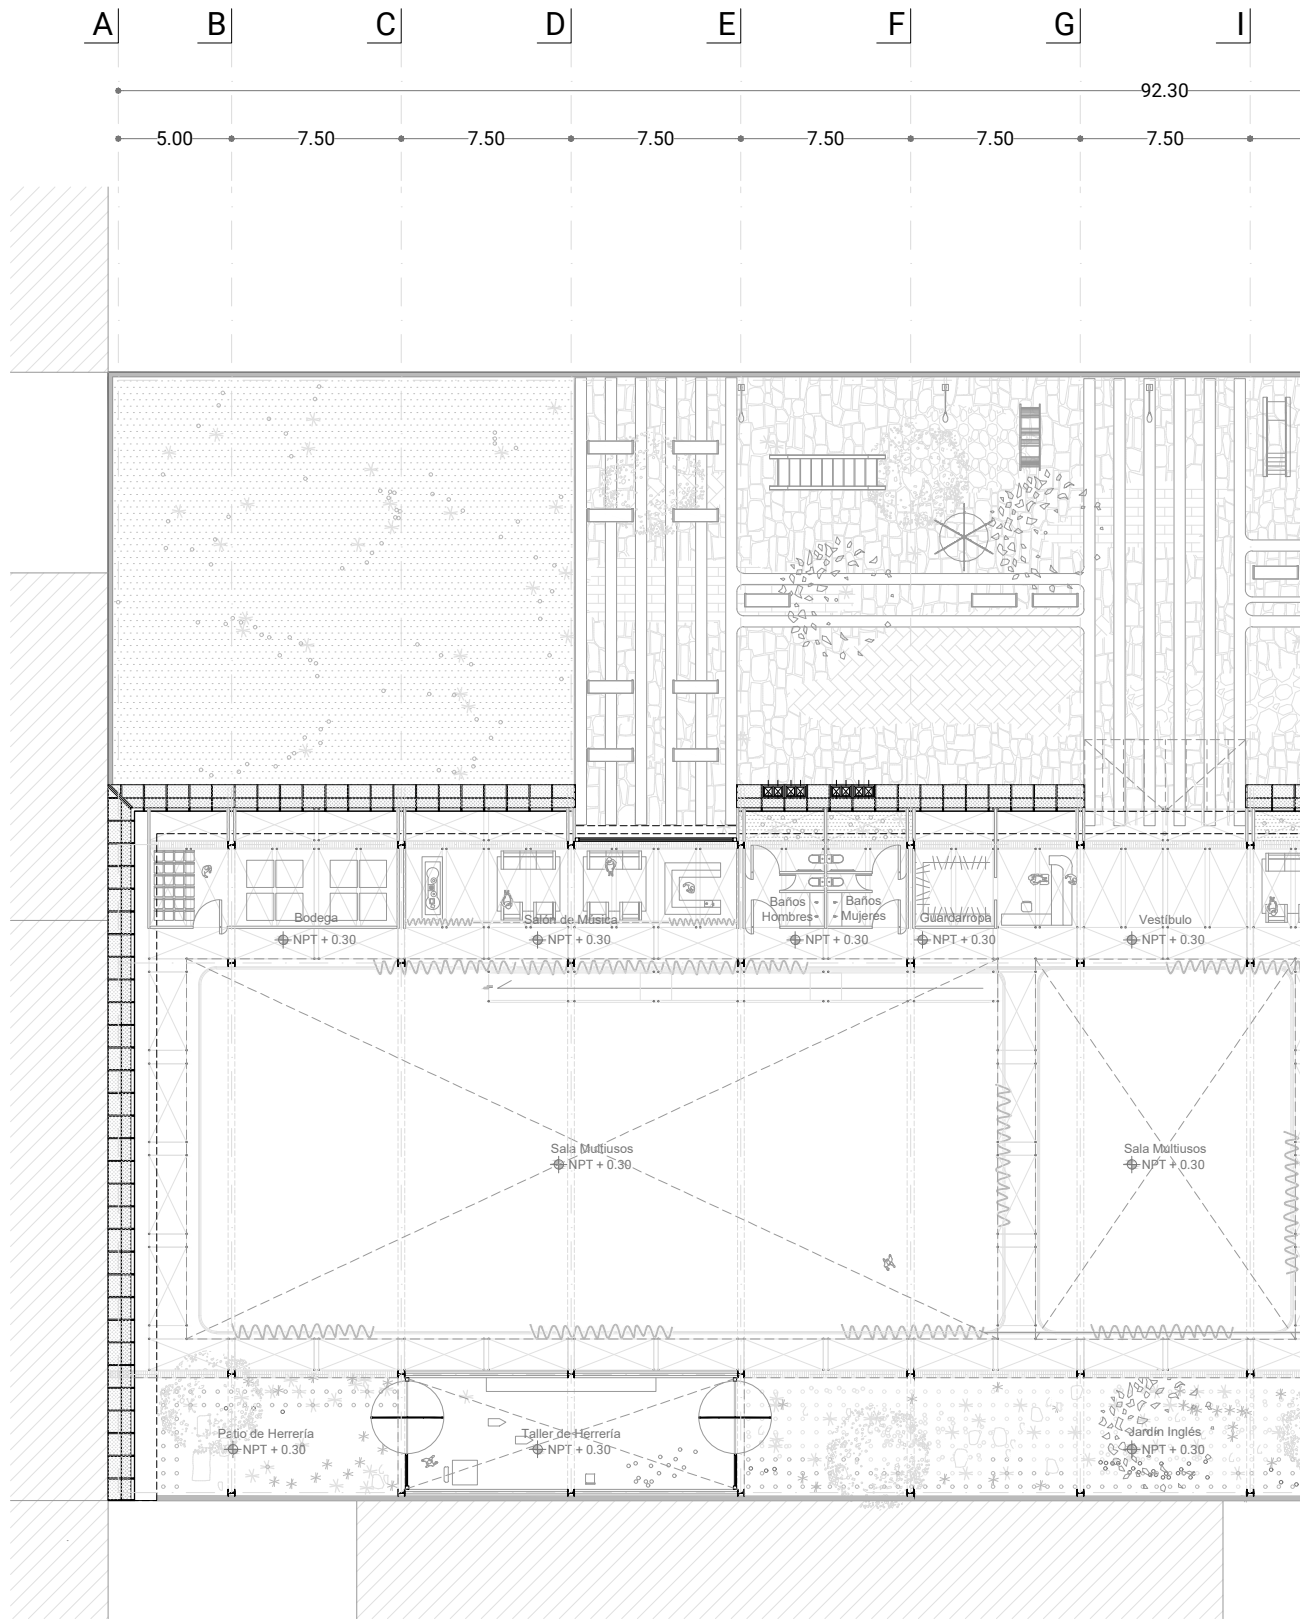 A B C D E F G I
92.30
5.00 7.50 7.50 7.50 7.50 7.50 7.50
Bodega
NPT + 0.30
Salón de Música
NPT + 0.30
Baños
Hombres
Baños
Mujeres
NPT + 0.30
Guardarropa
NPT + 0.30
Vestíbulo
NPT + 0.30
Sala Multiusos
NPT + 0.30
Sala Multiusos
NPT + 0.30
Patio de Herrería
NPT + 0.30
Taller de Herrería
NPT + 0.30
Jardín Inglés
NPT + 0.30